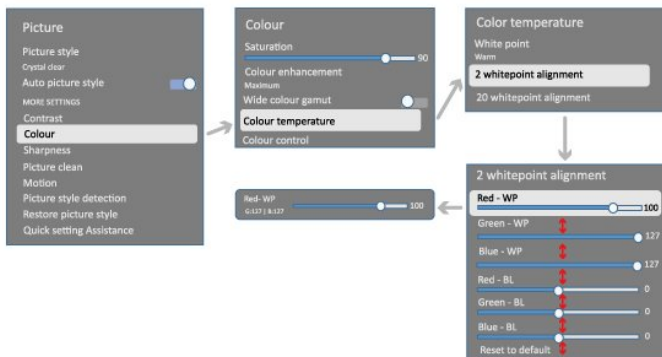 Picture
Picture style
Crystal clear
Auto picture style
MORE SETTINGS
Contrast
Colour
Sharpness
Picture clean
Motion
Picture style detection
Restore picture style
Quick setting Assistance
Colour
Saturation
90
Colour enhancement
Maximum
Wide colour gamut
Colour temperature
Colour control
Color temperature
White point
Warm
2 whitepoint alignment
20 whitepoint alignment
2 whitepoint alignment
Red - WP
100
Green - WP
127
Blue - WP
127
Red - BL
0
Green - BL
0
Blue - BL
0
Reset to default
Red- WP
G:127 | B:127
100